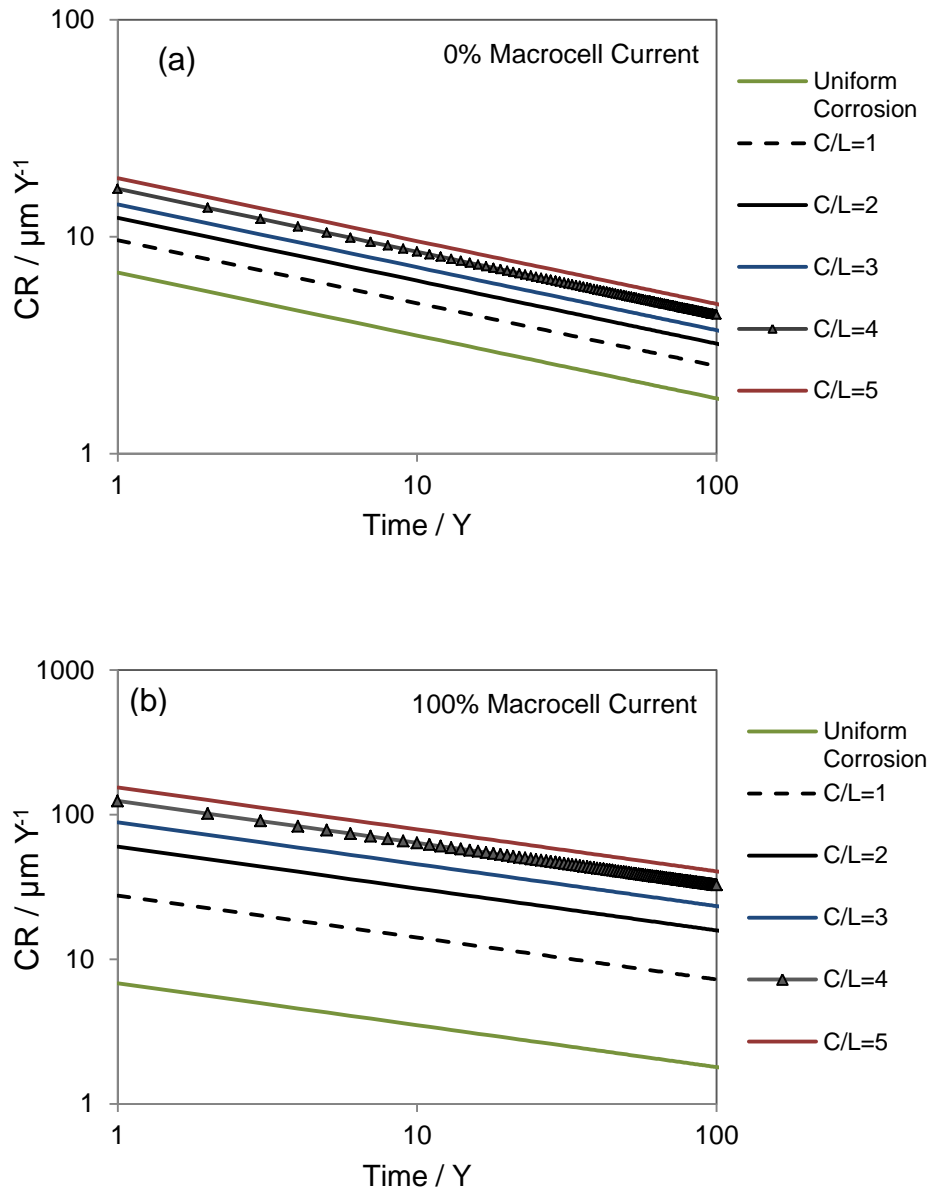 100
(a)
0% Macrocell Current
10
1
CR / µm Y-1
1
10
100
Time / Y
Uniform
Corrosion
C/L=1
C/L=2
C/L=3
C/L=4
C/L=5
1000
(b)
100% Macrocell Current
100
10
1
CR / µm Y-1
1
10
100
Time / Y
Uniform
Corrosion
C/L=1
C/L=2
C/L=3
C/L=4
C/L=5